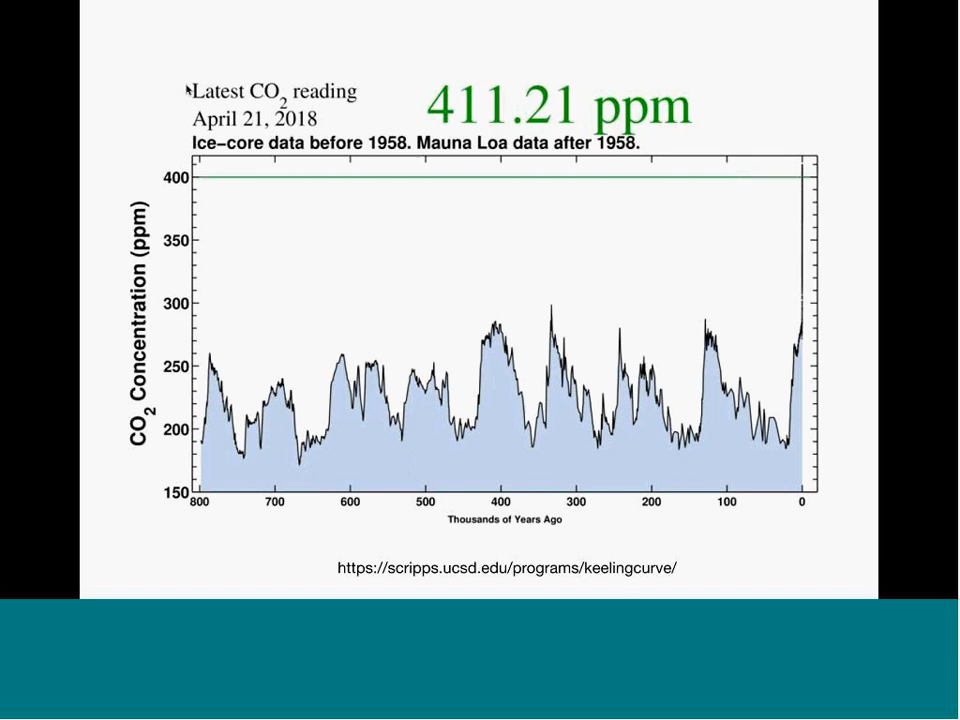 Latest CO2 reading
April 21, 2018
411.21 ppm
Ice-core data before 1958. Mauna Loa data after 1958.
CO2 Concentration (ppm)
400
350
300
250
200
150
800 700 600 500 400 300 200 100 0
Thousands of Years Ago
https://scripps.ucsd.edu/programs/keelingcurve/